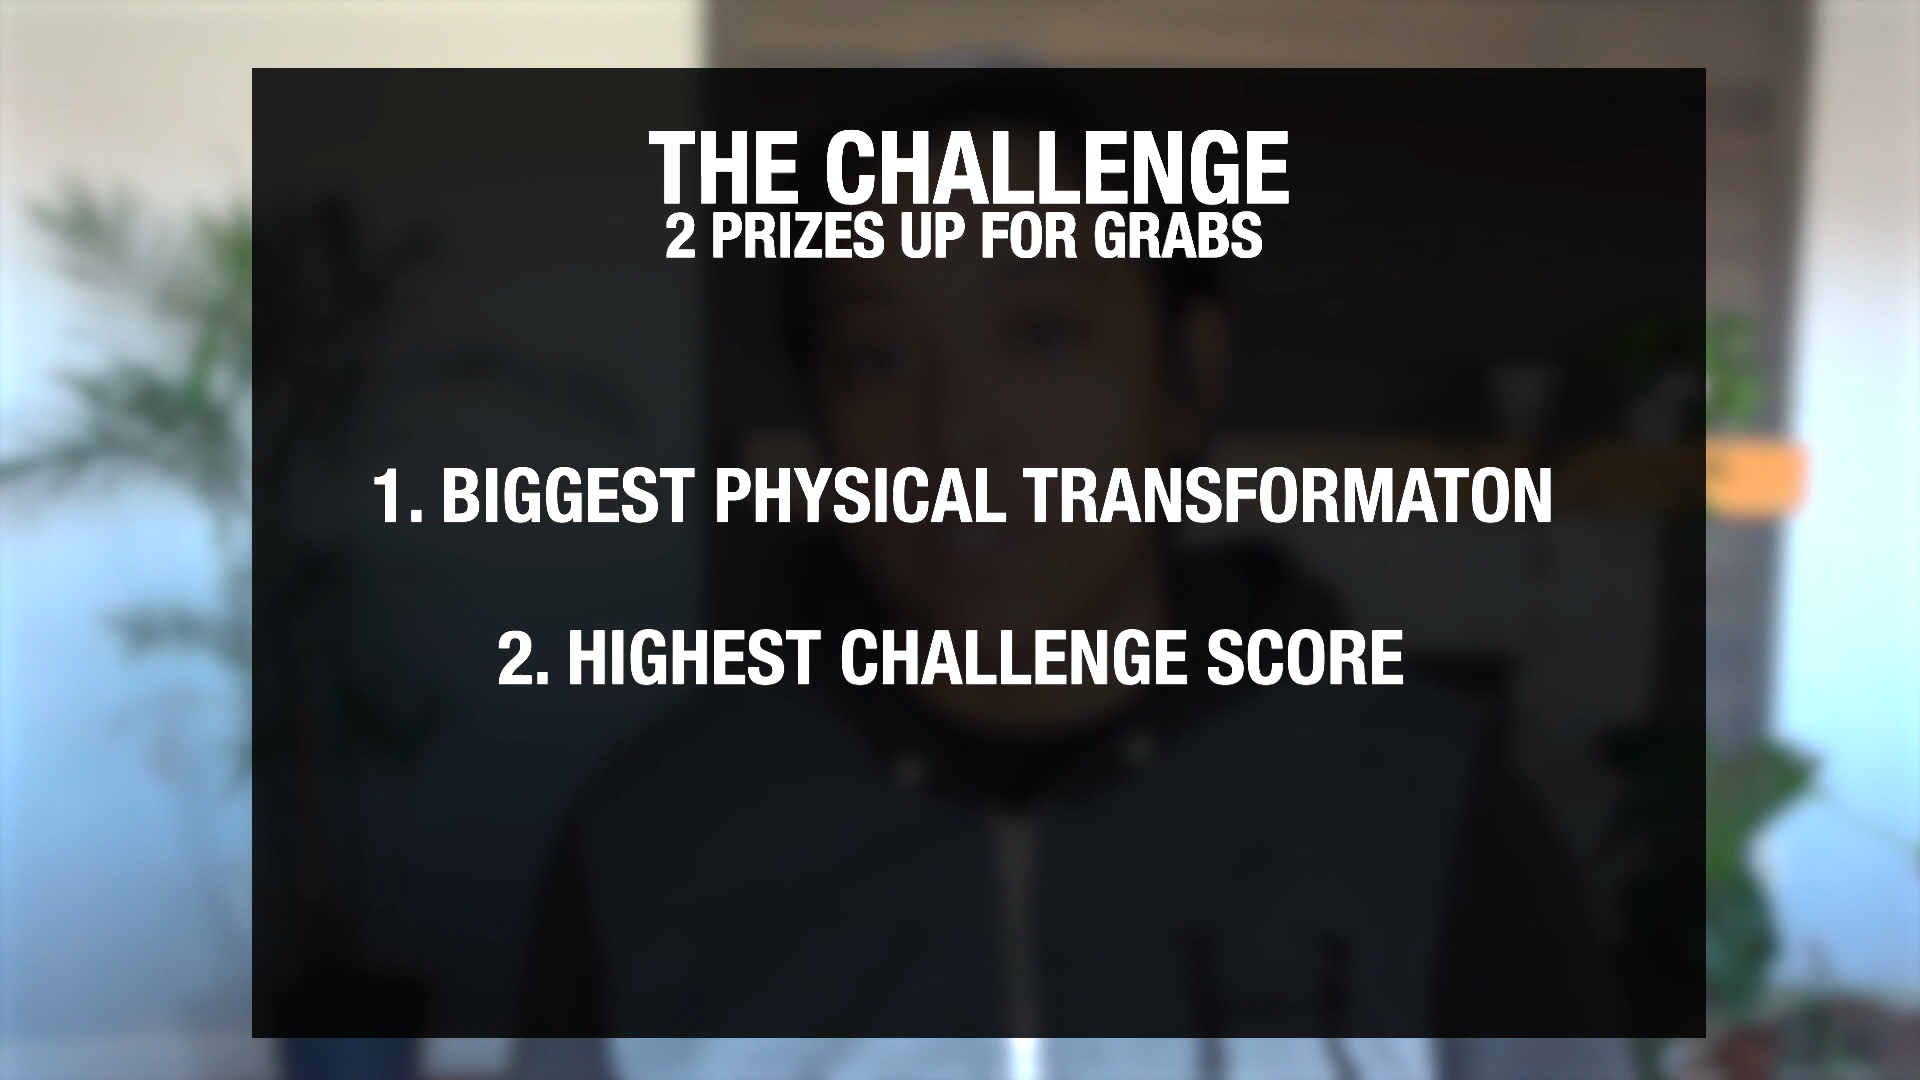 THE CHALLENGE
2 PRIZES UP FOR GRABS
1. BIGGEST PHYSICAL TRANSFORMATON
2. HIGHEST CHALLENGE SCORE